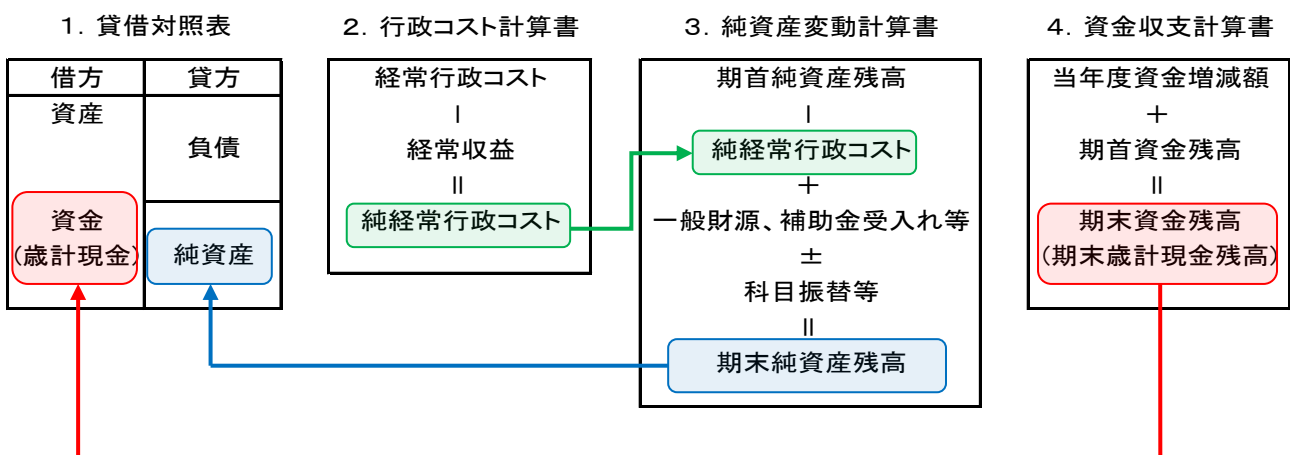 1. 貸借対照表
借方
貸方
資産
負債
資金
(歳計現金)
純資産
2. 行政コスト計算書
経常行政コスト
－
経常収益
＝
純経常行政コスト
3. 純資産変動計算書
期首純資産残高
－
純経常行政コスト
＋
一般財源、補助金受入れ等
±
科目振替等
＝
期末純資産残高
4. 資金収支計算書
当年度資金増減額
＋
期首資金残高
＝
期末資金残高
(期末歳計現金残高)